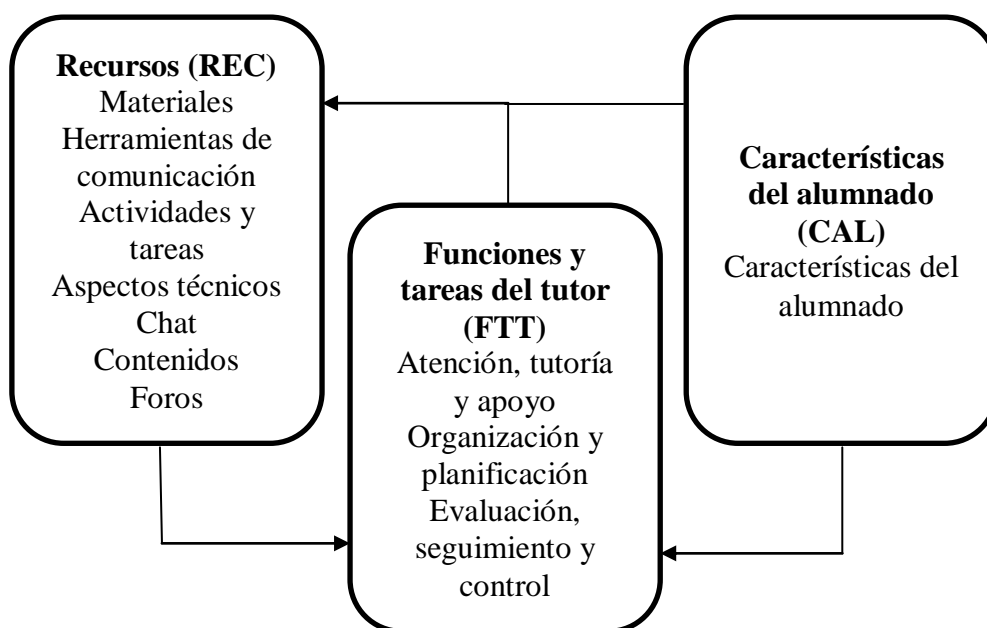 Recursos (REC)
Materiales
Herramientas de
comunicación
Actividades y
tareas
Aspectos técnicos
Chat
Contenidos
Foros
Funciones y
tareas del tutor
(FTT)
Atención, tutoría
y apoyo
Organización y
planificación
Evaluación,
seguimiento y
control
Características
del alumnado
(CAL)
Características del
alumnado